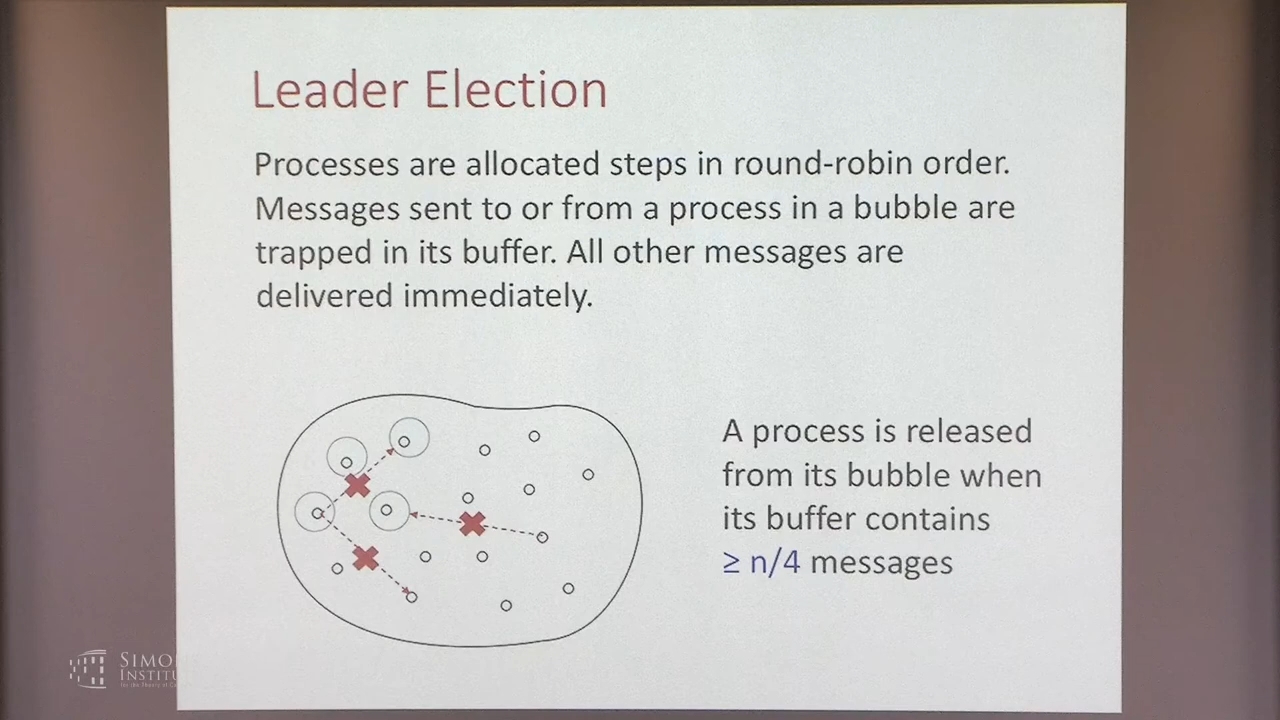 Leader Election
Processes are allocated steps in round-robin order.
Messages sent to or from a process in a bubble are
trapped in its buffer. All other messages are
delivered immediately.
A process is released
from its bubble when
its buffer contains
≥ n/4 messages